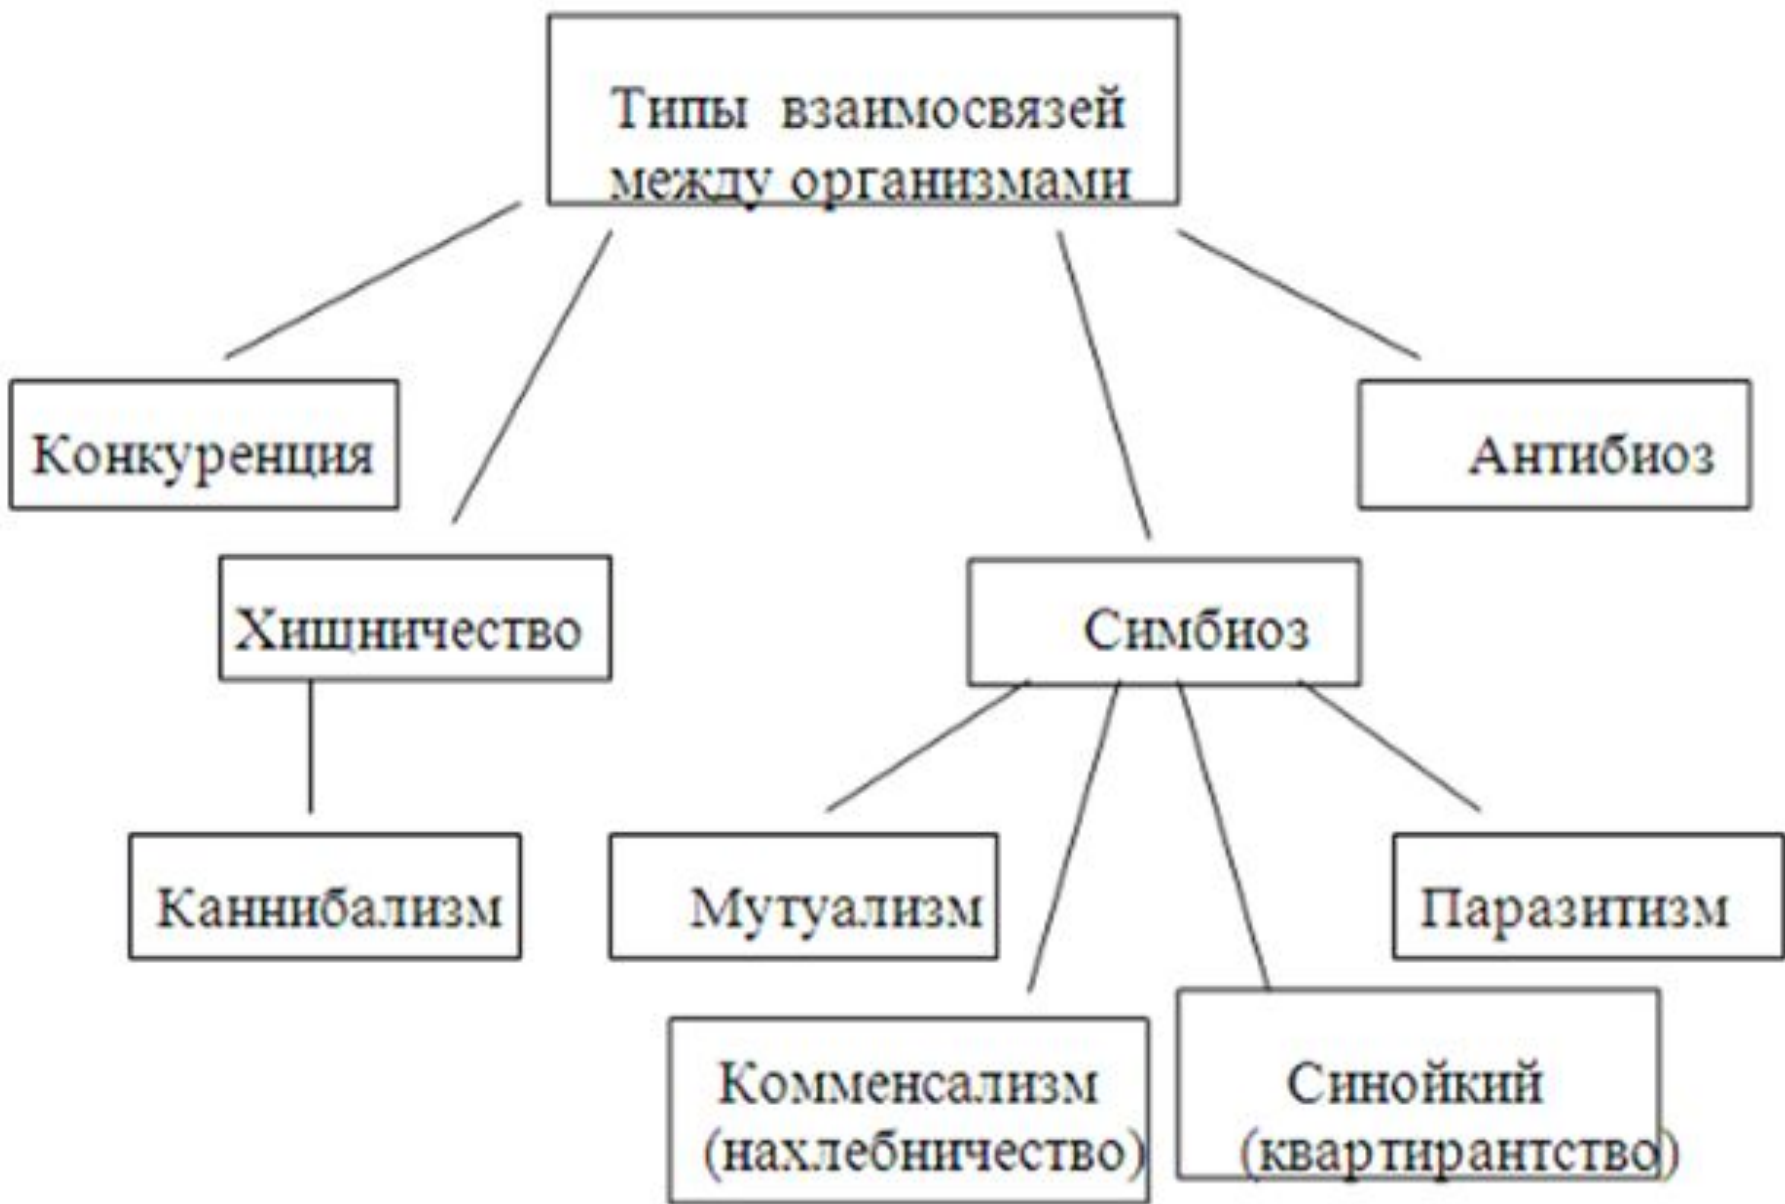 Типы взаимосвязей
между организмами
Конкуренция
Антибиоз
Хищничество
Симбиоз
Каннибализм
Мутуализм
Паразитизм
Комменсализм
(нахлебничество)
Синойкий
(квартирантство)